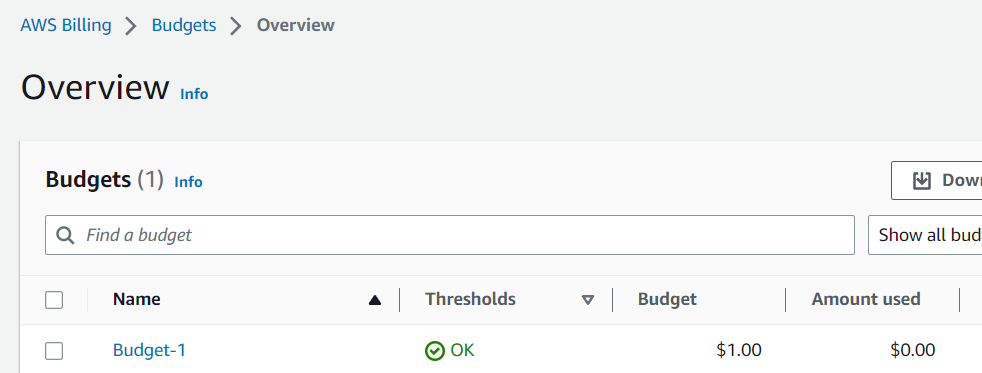 AWS Billing > Budgets > Overview
Overview Info
Budgets (1) Info
Find a budget Show all bud
Name Thresholds Budget Amount used
Budget-1 OK $1.00 $0.00